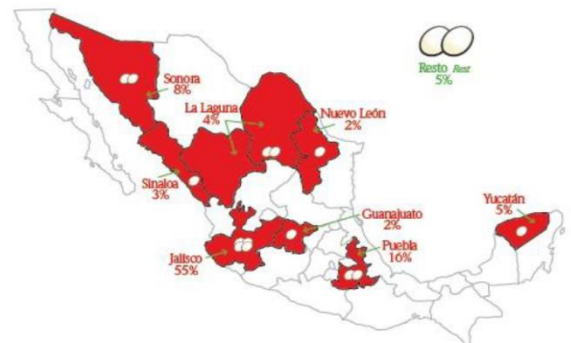 Resto Rest
5%
Sonora
8%
La Laguna
4%
Nuevo León
2%
Sinaloa
3%
Yucatán
5%
Guanajuato
2%
Puebla
16%
Jalisco
55%